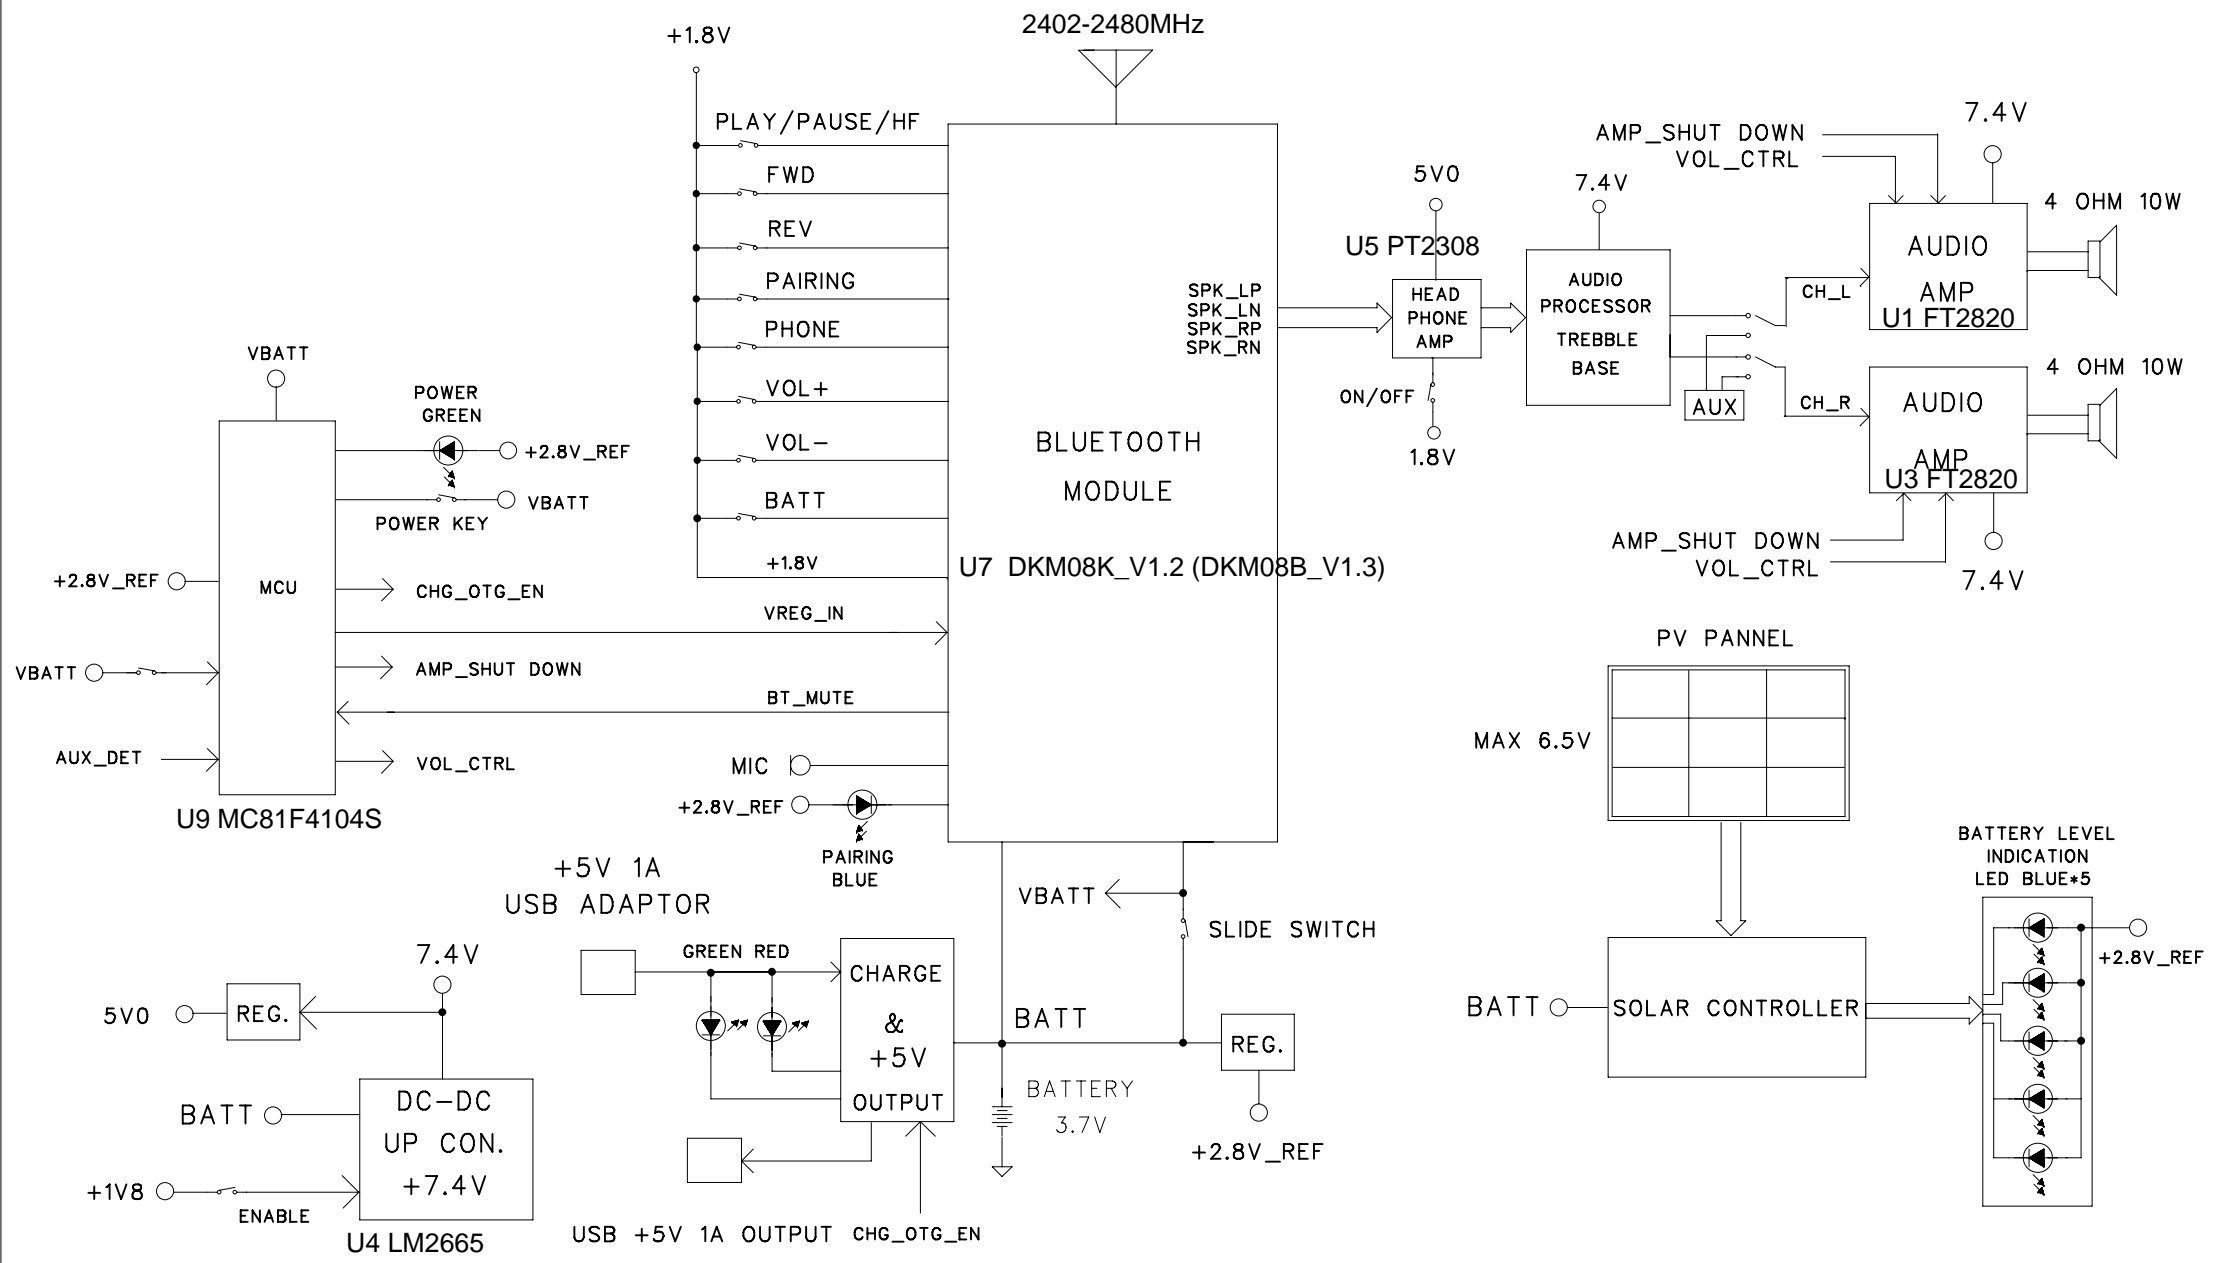 2402-2480MHz
+1.8V
PLAY/PAUSE/HF
FWD
REV
PAIRING
PHONE
VOL+
VOL-
BATT
+1.8V
VREG_IN
BT_MUTE
MIC
+2.8V_REF
PAIRING
BLUE
SPK_LP
SPK_LN
SPK_RP
SPK_RN
BLUETOOTH
MODULE
U7 DKM08K_V1.2 (DKM08B_V1.3)
5V0
U5 PT2308
HEAD
PHONE
AMP
ON/OFF
1.8V
7.4V
AUDIO
PROCESSOR
TREBBLE
BASE
AUX
CH_L
CH_R
AMP_SHUT DOWN
VOL_CTRL
7.4V
4 OHM 10W
AUDIO
AMP
U1 FT2820
4 OHM 10W
AUDIO
AMP
U3 FT2820
AMP_SHUT DOWN
VOL_CTRL
7.4V
VBATT
POWER
GREEN
+2.8V_REF
VBATT
POWER KEY
+2.8V_REF
MCU
CHG_OTG_EN
VBATT
AMP_SHUT DOWN
AUX_DET
VOL_CTRL
U9 MC81F4104S
+5V 1A
USB ADAPTOR
GREEN RED
CHARGE
&
+5V
OUTPUT
USB +5V 1A OUTPUT
CHG_OTG_EN
VBATT
SLIDE SWITCH
BATT
REG.
BATTERY
3.7V
+2.8V_REF
7.4V
5V0
REG.
BATT
DC-DC
UP CON.
+7.4V
+1V8
ENABLE
U4 LM2665
PV PANNEL
MAX 6.5V
BATT
SOLAR CONTROLLER
BATTERY LEVEL
INDICATION
LED BLUE*5
+2.8V_REF